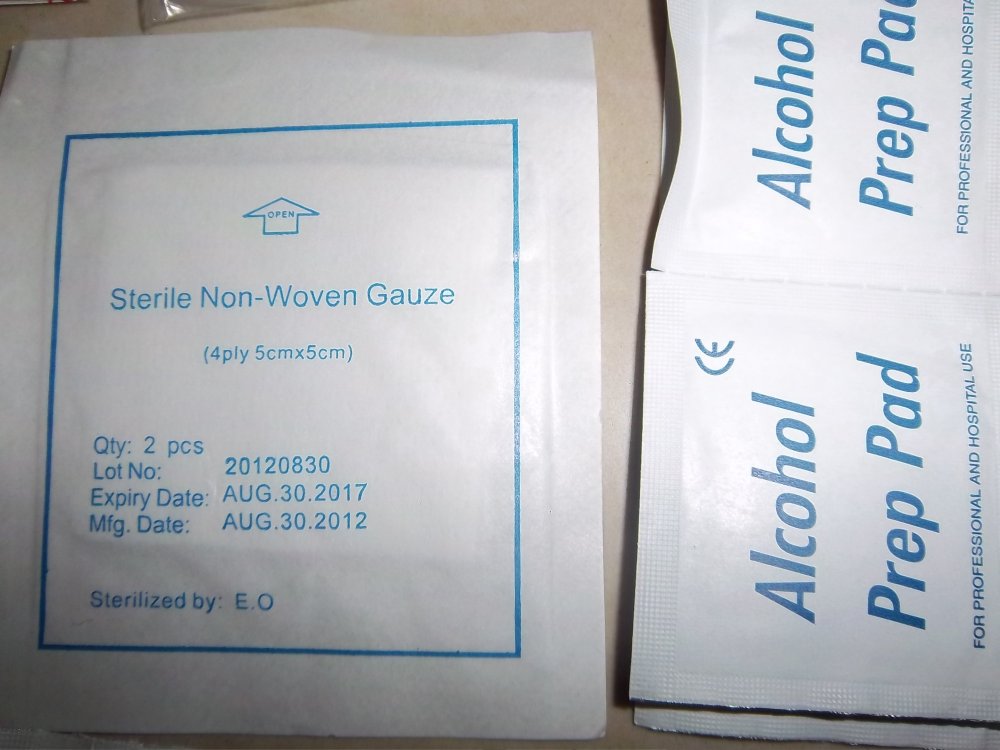 OPEN
Sterile Non-Woven Gauze
(4ply 5cmx5cm)
Qty: 2 pcs
Lot No: 20120830
Expiry Date: AUG.30.2017
Mfg. Date: AUG.30.2012
Sterilized by: E.O
Alcohol
Prep
FOR PROFESSIONAL AND
CE
Alcohol
Prep Pad
FOR PROFESSIONAL AND HOSPITAL USE